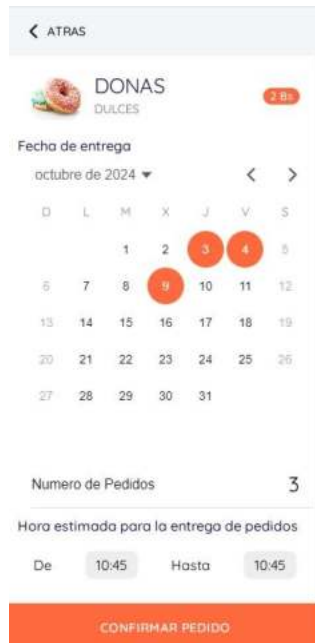 ATRAS
DONAS
DULCES
2 Bs
Fecha de entrega
octubre de 2024
D L M X J V S
1 2 3 4 5
6 7 8 9 10 11 12
13 14 15 16 17 18 19
20 21 22 23 24 25 26
27 28 29 30 31
Numero de Pedidos 3
Hora estimada para la entrega de pedidos
De 10:45 Hasta 10:45
CONFIRMAR PEDIDO